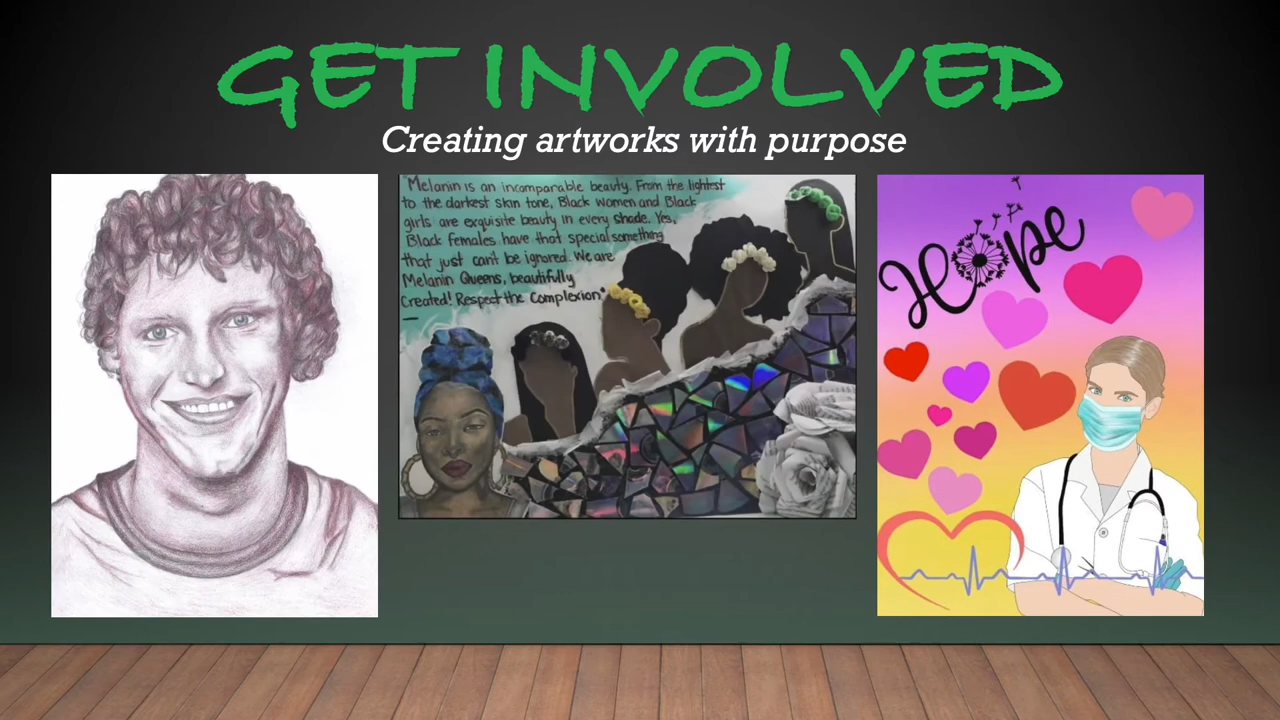 GET INVOLVED
Creating artworks with purpose
"Melanin is an incomparable beauty. From the lightest
to the darkest skin tone, Black women and Black
girls are exquisite beauty in every shade. Yes,
Black females have that special something
that just can't be ignored. We are
Melanin Queens, beautifully
Created! Respect the Complexion"
Hope